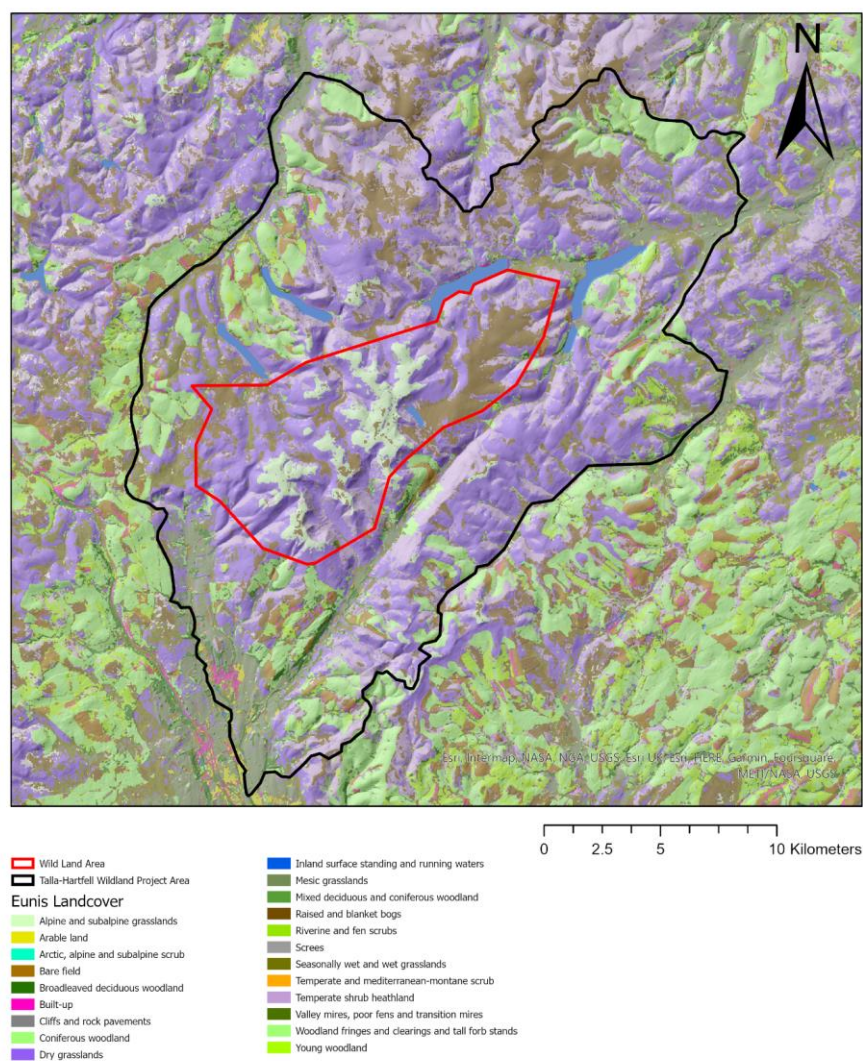 N
Esri, Intermap, NASA, NGA, USGS, Esri UK, Esri, HERE, Garmin, Foursquare,
METI/NASA, USGS
0 2.5 5 10 Kilometers
Wild Land Area
Talla-Hartfell Wildland Project Area
Eunis Landcover
Alpine and subalpine grasslands
Arable land
Arctic, alpine and subalpine scrub
Bare field
Broadleaved deciduous woodland
Built-up
Cliffs and rock pavements
Coniferous woodland
Dry grasslands
Inland surface standing and running waters
Mesic grasslands
Mixed deciduous and coniferous woodland
Raised and blanket bogs
Riverine and fen scrubs
Screes
Seasonally wet and wet grasslands
Temperate and mediterranean-montane scrub
Temperate shrub heathland
Valley mires, poor fens and transition mires
Woodland fringes and clearings and tall forb stands
Young woodland